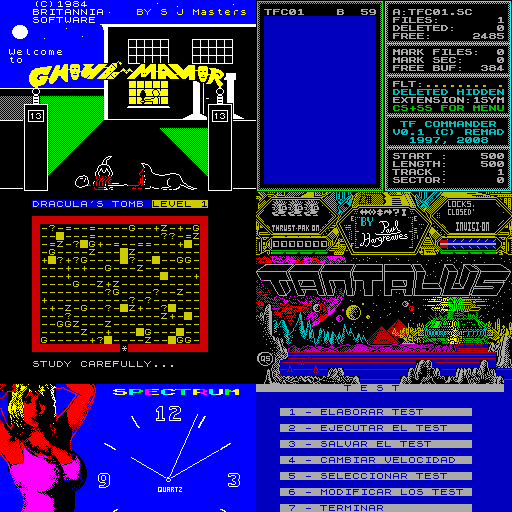 (C)1984
BRITANNIA
SOFTWARE
BY S J Masters
Welcome
to
GHOUL MANOR
13
13
TFC01 B 59
A:TFC01.SC
FILES: 1
DELETED: 0
FREE: 2485
MARK FILES: 0
MARK SEC: 0
FREE BUF: 384
FLT:.........
DELETED HIDDEN
EXTENSION:1SYM
CS+SS FOR MENU
TF COMMANDER
V0.1 (C) REMAD
1997, 2008
START : 500
LENGTH: 500
TRACK : 1
SECTOR: 0
DRACULA'S TOMB LEVEL 1
STUDY CAREFULLY...
THRUST-PAK ON
BY
Paul
Hargreaves
LOCKS.
CLOSED'
INVISI-ON
TANTALUS
SPECTRUM
12
9
3
QUARTZ
TEST
1 - ELABORAR TEST
2 - EJECUTAR EL TEST
3 - SALVAR EL TEST
4 - CAMBIAR VELOCIDAD
5 - SELECCIONAR TEST
6 - MODIFICAR LOS TEST
7 - TERMINAR